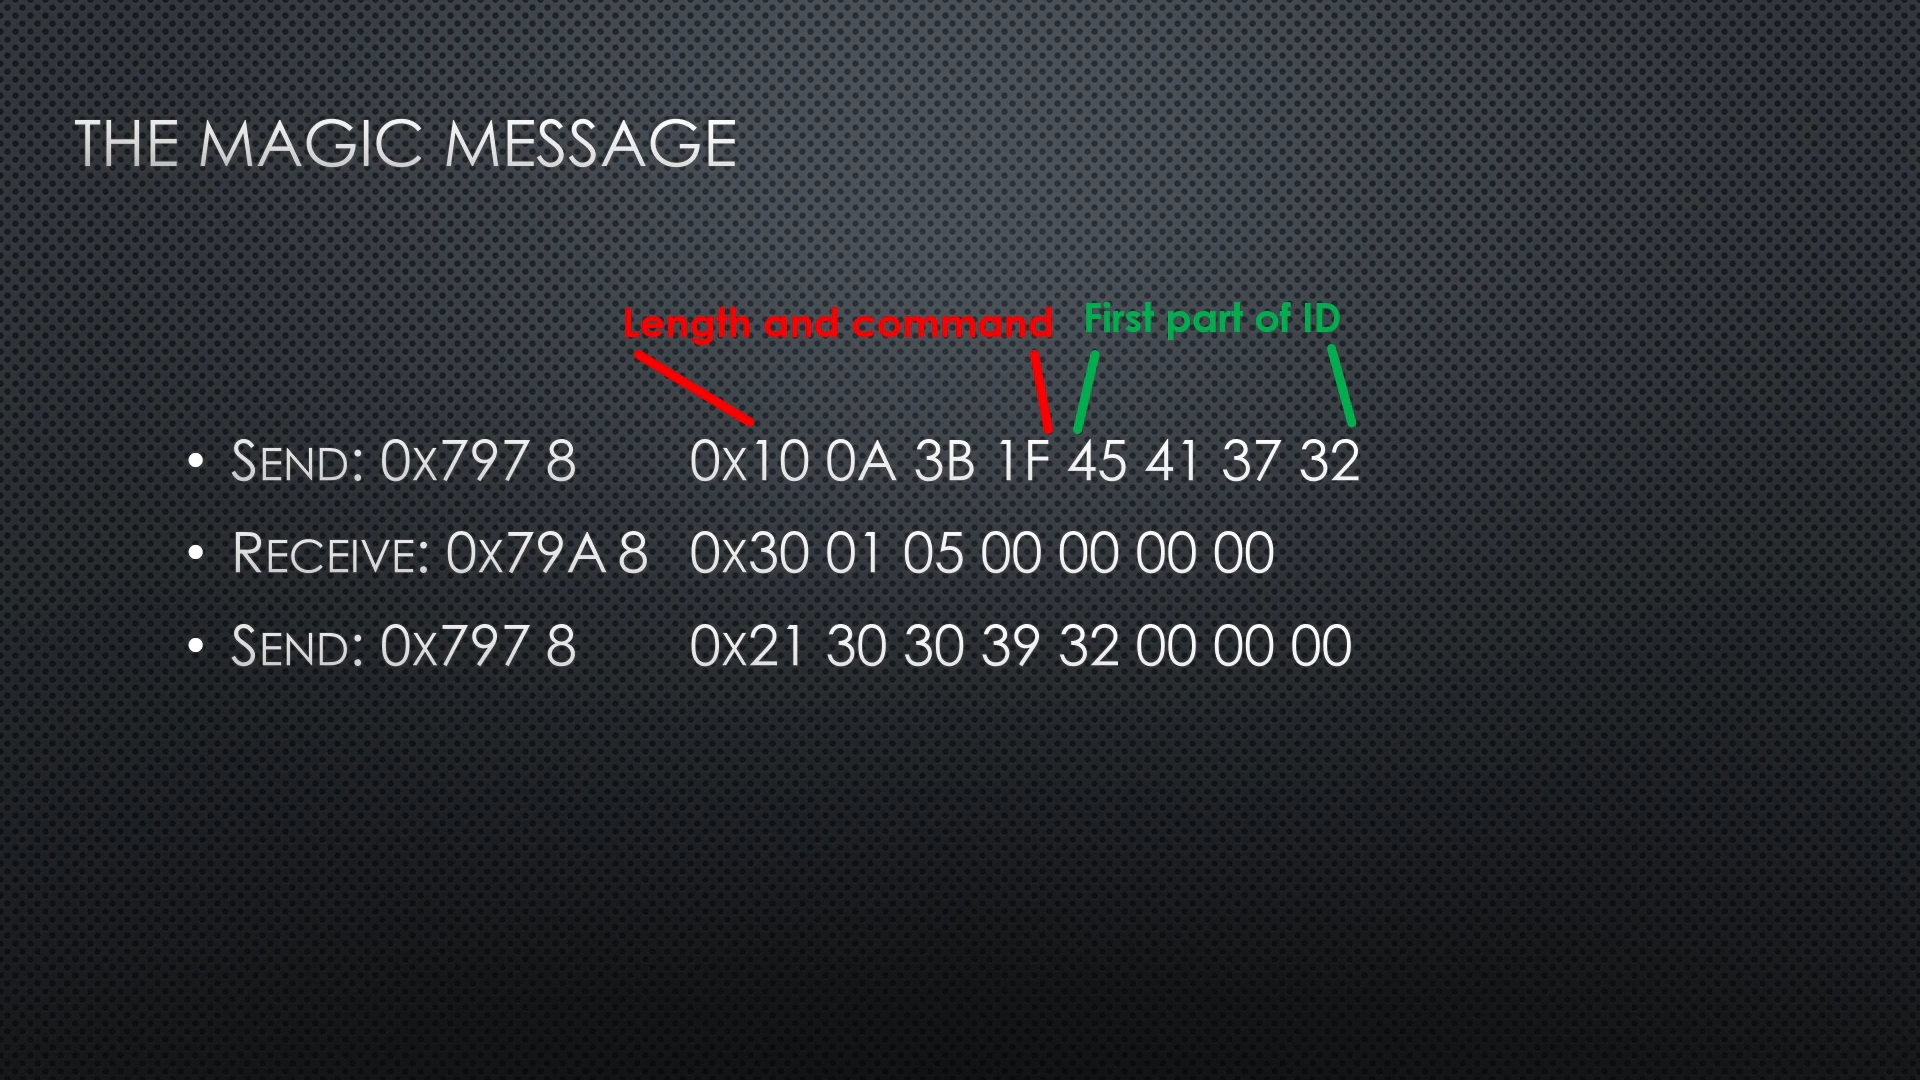 THE MAGIC MESSAGE
Length and command First part of ID
• SEND: 0X797 8 0X10 0A 3B 1F 45 41 37 32
• RECEIVE: 0X79A 8 0X30 01 05 00 00 00 00
• SEND: 0X797 8 0X21 30 30 39 32 00 00 00